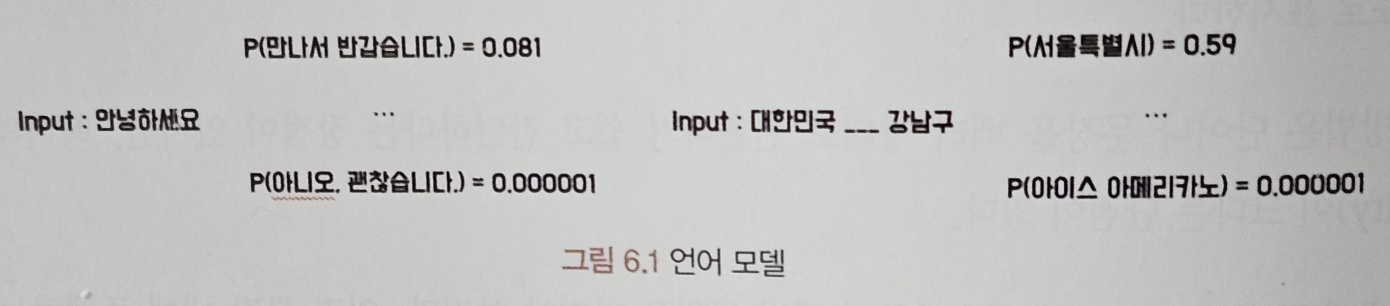 P(만나서 반갑습니다.) = 0.081
Input : 안녕하세요
...
P(아니오. 괜찮습니다.) = 0.000001
P(서울특별시) = 0.59
Input : 대한민국 ___ 강남구
...
P(아이스 아메리카노) = 0.000001
그림 6.1 언어 모델